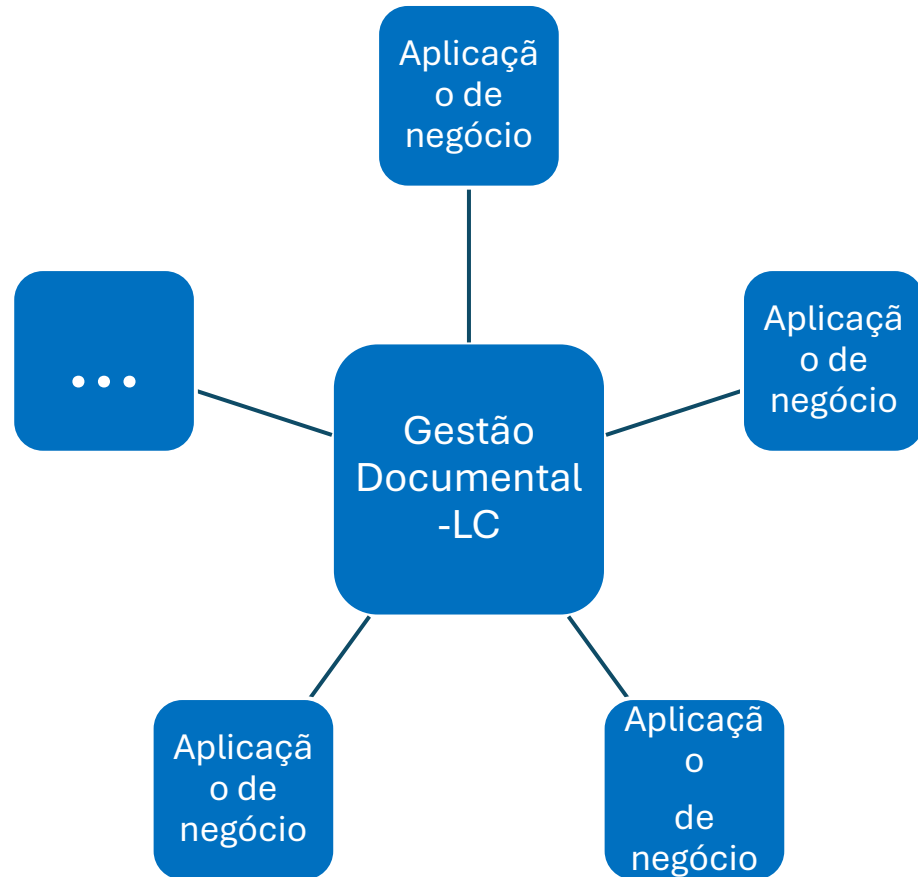 Aplicaçã
o de
negócio
...
Aplicaçã
o de
negócio
Gestão
Documental
-LC
Aplicaçã
o de
negócio
Aplicaçã
o
de
negócio